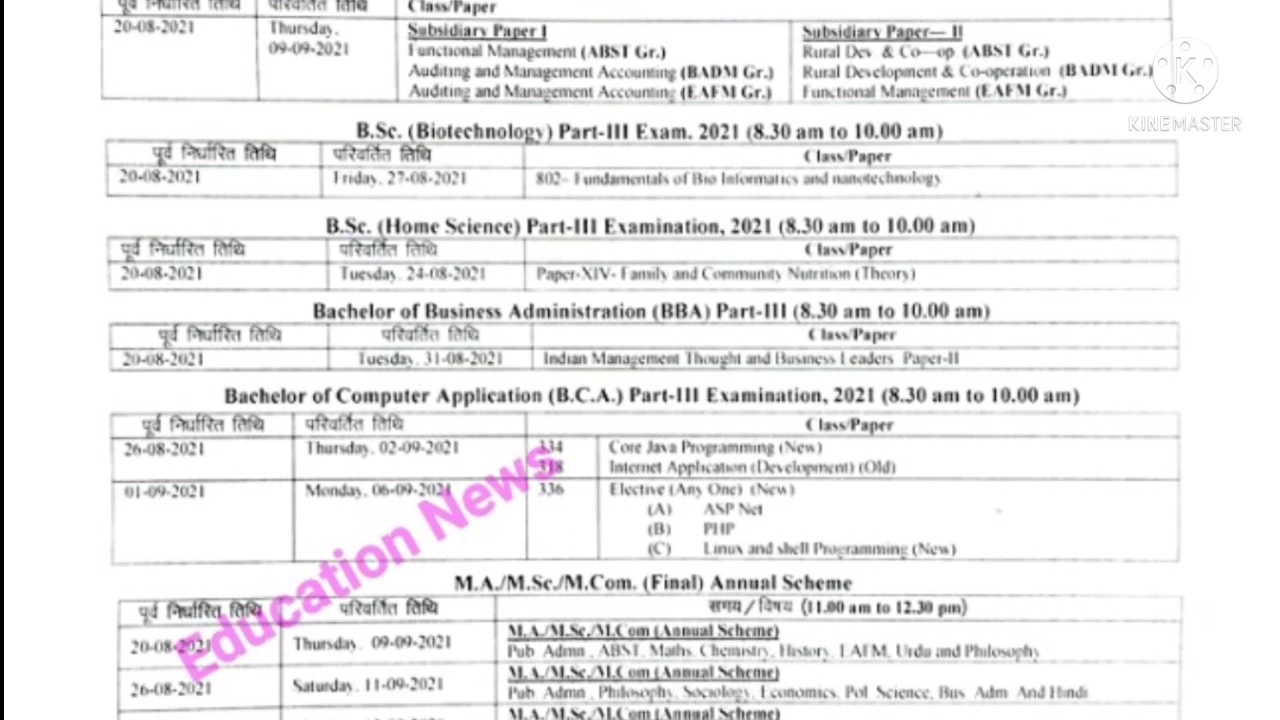 पूर्व निर्धारित तिथि परिवर्तित तिथि Class/Paper
20-08-2021 Thursday, 09-09-2021 Subsidiary Paper I Subsidiary Paper— II
Functional Management (ABST Gr.) Rural Dev. & Co—op (ABST Gr.)
Auditing and Management Accounting (BADM Gr.) Rural Development & Co-operation (BADM Gr.)
Auditing and Management Accounting (EAFM Gr.) Functional Management (EAFM Gr.)
KINEMASTER
B.Sc. (Biotechnology) Part-III Exam. 2021 (8.30 am to 10.00 am)
पूर्व निर्धारित तिथि परिवर्तित तिथि Class/Paper
20-08-2021 Friday, 27-08-2021 802- Fundamentals of Bio Informatics and nanotechnology
B.Sc. (Home Science) Part-III Examination, 2021 (8.30 am to 10.00 am)
पूर्व निर्धारित तिथि परिवर्तित तिथि Class/Paper
20-08-2021 Tuesday, 24-08-2021 Paper-XIV- Family and Community Nutrition (Theory)
Bachelor of Business Administration (BBA) Part-III (8.30 am to 10.00 am)
पूर्व निर्धारित तिथि परिवर्तित तिथि Class/Paper
20-08-2021 Tuesday, 31-08-2021 Indian Management Thought and Business Leaders Paper-II
Bachelor of Computer Application (B.C.A.) Part-III Examination, 2021 (8.30 am to 10.00 am)
पूर्व निर्धारित तिथि परिवर्तित तिथि Class/Paper
26-08-2021 Thursday, 02-09-2021 334 Core Java Programming (New)
318 Internet Application (Development) (Old)
01-09-2021 Monday, 06-09-2021 336 Elective (Any One) (New)
(A) ASP Net
(B) PHP
(C) Linux and shell Programming (New)
Education News
M.A./M.Sc./M.Com. (Final) Annual Scheme
पूर्व निर्धारित तिथि परिवर्तित तिथि समय/विषय (11.00 am to 12.30 pm)
20-08-2021 Thursday, 09-09-2021 M.A./M.Sc./M.Com (Annual Scheme)
Pub Admn, ABST, Maths, Chemistry, History, EAFM, Urdu and Philosophy
26-08-2021 Saturday, 11-09-2021 M.A./M.Sc./M.Com (Annual Scheme)
Pub Admn, Philosophy, Sociology, Economics, Pol Science, Bus Adm And Hindi
M.A./M.Sc./M.Com (Annual Scheme)